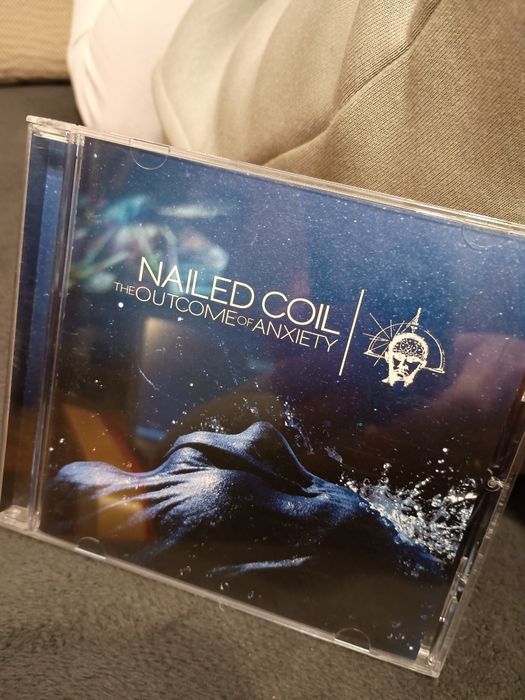 NAILED COIL
THE OUTCOME OF ANXIETY